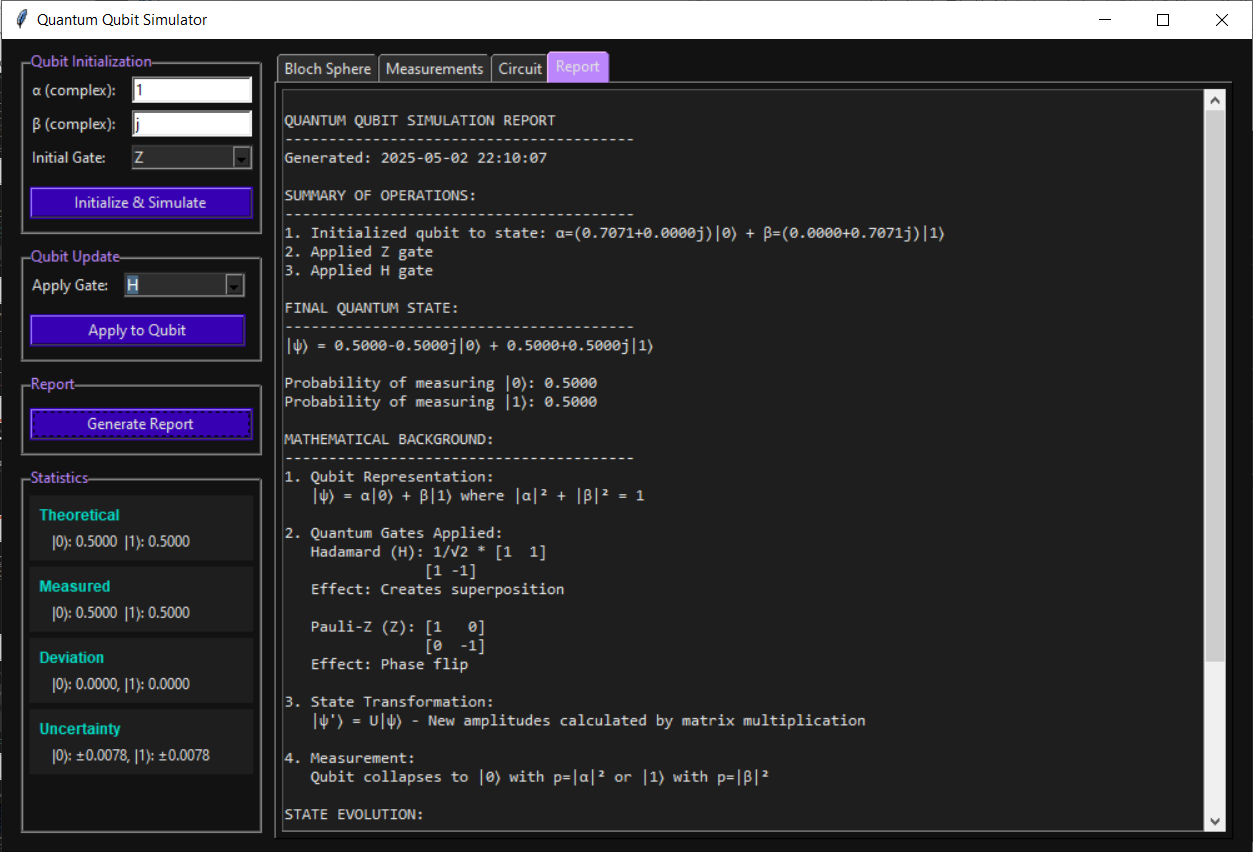 Quantum Qubit Simulator
Qubit Initialization
α (complex): 1
β (complex): j
Initial Gate: Z
Initialize & Simulate
Qubit Update
Apply Gate: H
Apply to Qubit
Report
Generate Report
Statistics
Theoretical
|0⟩: 0.5000 |1⟩: 0.5000
Measured
|0⟩: 0.5000 |1⟩: 0.5000
Deviation
|0⟩: 0.0000, |1⟩: 0.0000
Uncertainty
|0⟩: ±0.0078, |1⟩: ±0.0078
Bloch Sphere Measurements Circuit Report
QUANTUM QUBIT SIMULATION REPORT
----------------------------------------
Generated: 2025-05-02 22:10:07
SUMMARY OF OPERATIONS:
----------------------------------------
1. Initialized qubit to state: α=(0.7071+0.0000j)|0⟩ + β=(0.0000+0.7071j)|1⟩
2. Applied Z gate
3. Applied H gate
FINAL QUANTUM STATE:
----------------------------------------
|ψ⟩ = 0.5000-0.5000j|0⟩ + 0.5000+0.5000j|1⟩
Probability of measuring |0⟩: 0.5000
Probability of measuring |1⟩: 0.5000
MATHEMATICAL BACKGROUND:
----------------------------------------
1. Qubit Representation:
|ψ⟩ = α|0⟩ + β|1⟩ where |α|² + |β|² = 1
2. Quantum Gates Applied:
Hadamard (H): 1/√2 * [1  1]
[1 -1]
Effect: Creates superposition
Pauli-Z (Z): [1   0]
[0  -1]
Effect: Phase flip
3. State Transformation:
|ψ'⟩ = U|ψ⟩ - New amplitudes calculated by matrix multiplication
4. Measurement:
Qubit collapses to |0⟩ with p=|α|² or |1⟩ with p=|β|²
STATE EVOLUTION: